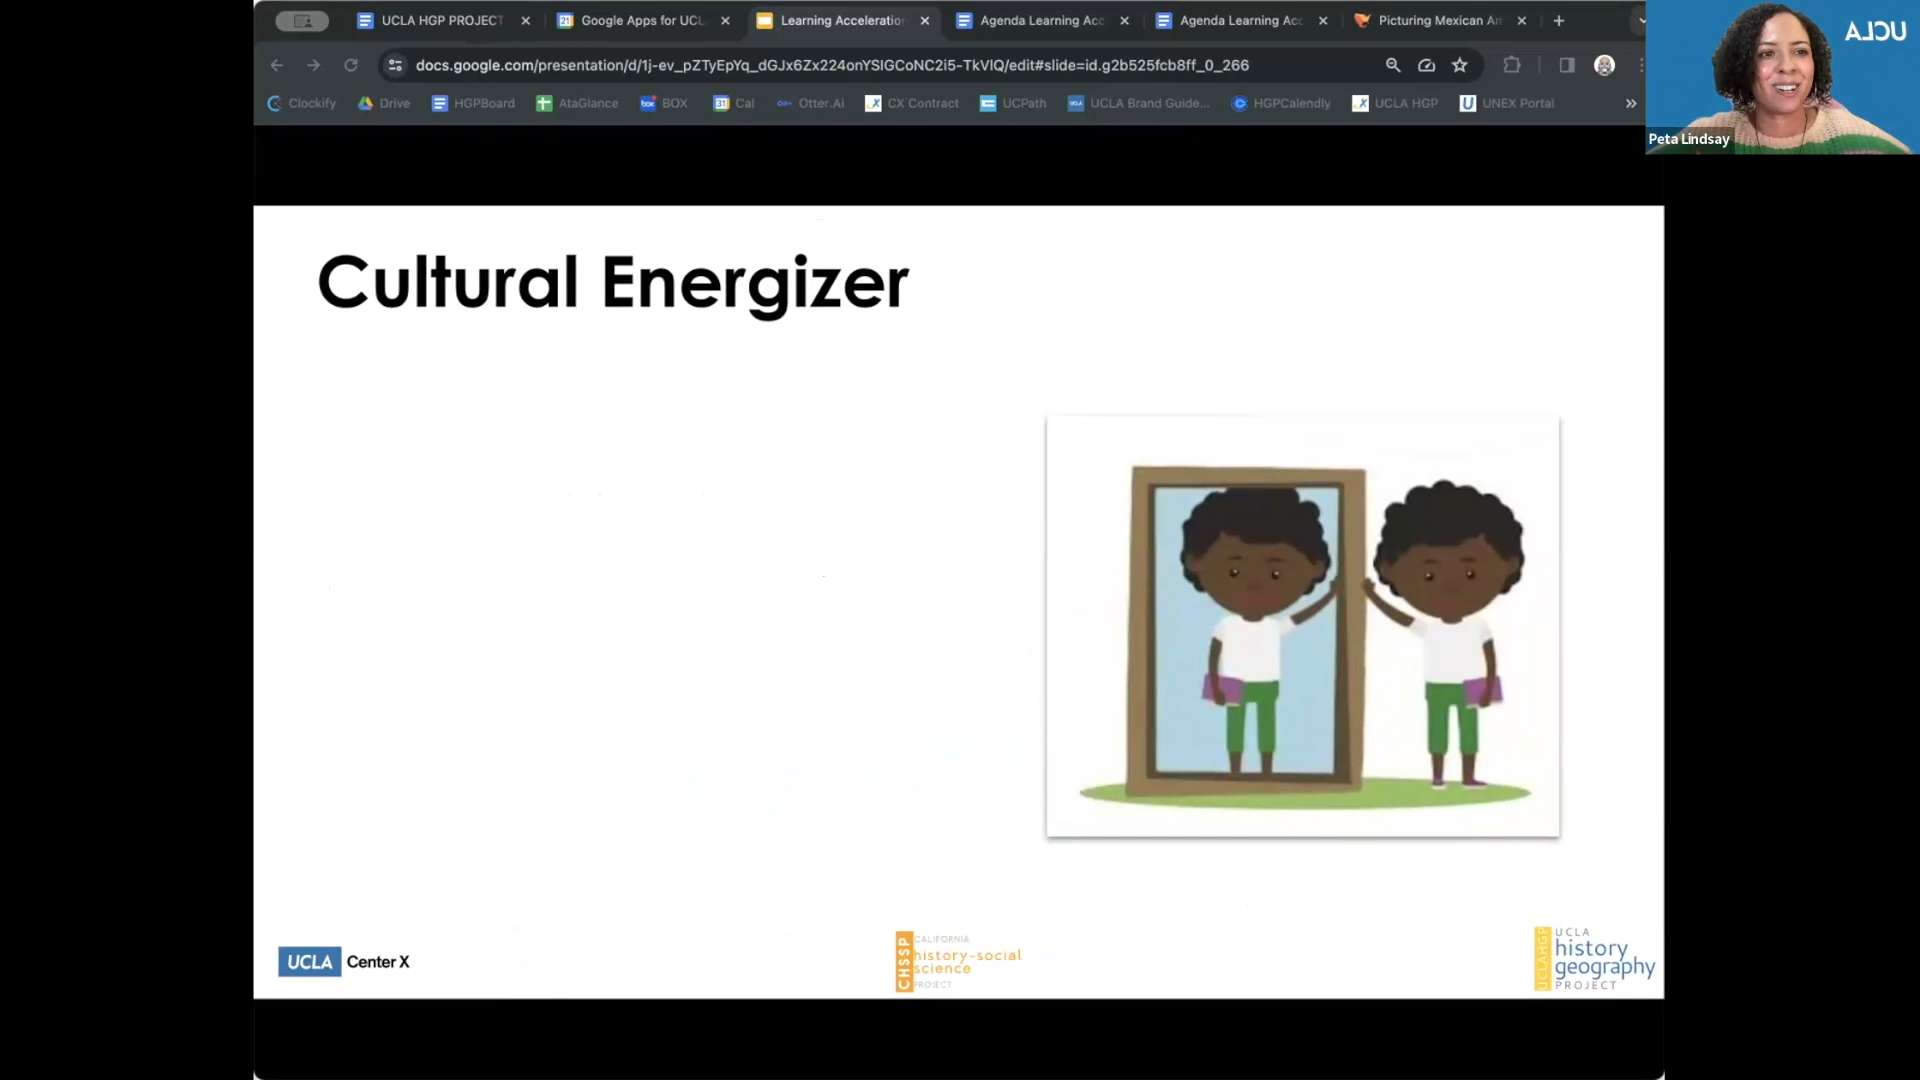 UCLA HGP PROJECT
Google Apps for UCL
Learning Acceleratio
Agenda Learning Acc
Agenda Learning Acc
Picturing Mexican Am
docs.google.com/presentation/d/1j-ev_pZTyEpYq_dGJx6Zx224onYSIGCoNC2i5-TkVIQ/edit#slide=id.g2b525fcb8ff_0_266
Clockify
Drive
HGPBoard
AtaGlance
BOX
Cal
Otter.Ai
CX Contract
UCPath
UCLA Brand Guide...
HGPCalendly
UCLA HGP
UNEX Portal
UCLA
Peta Lindsay
Cultural Energizer
UCLA Center X
CHSSP
CALIFORNIA
history-social
science
PROJECT
UCLAHGP
UCLA
history
geography
PROJECT